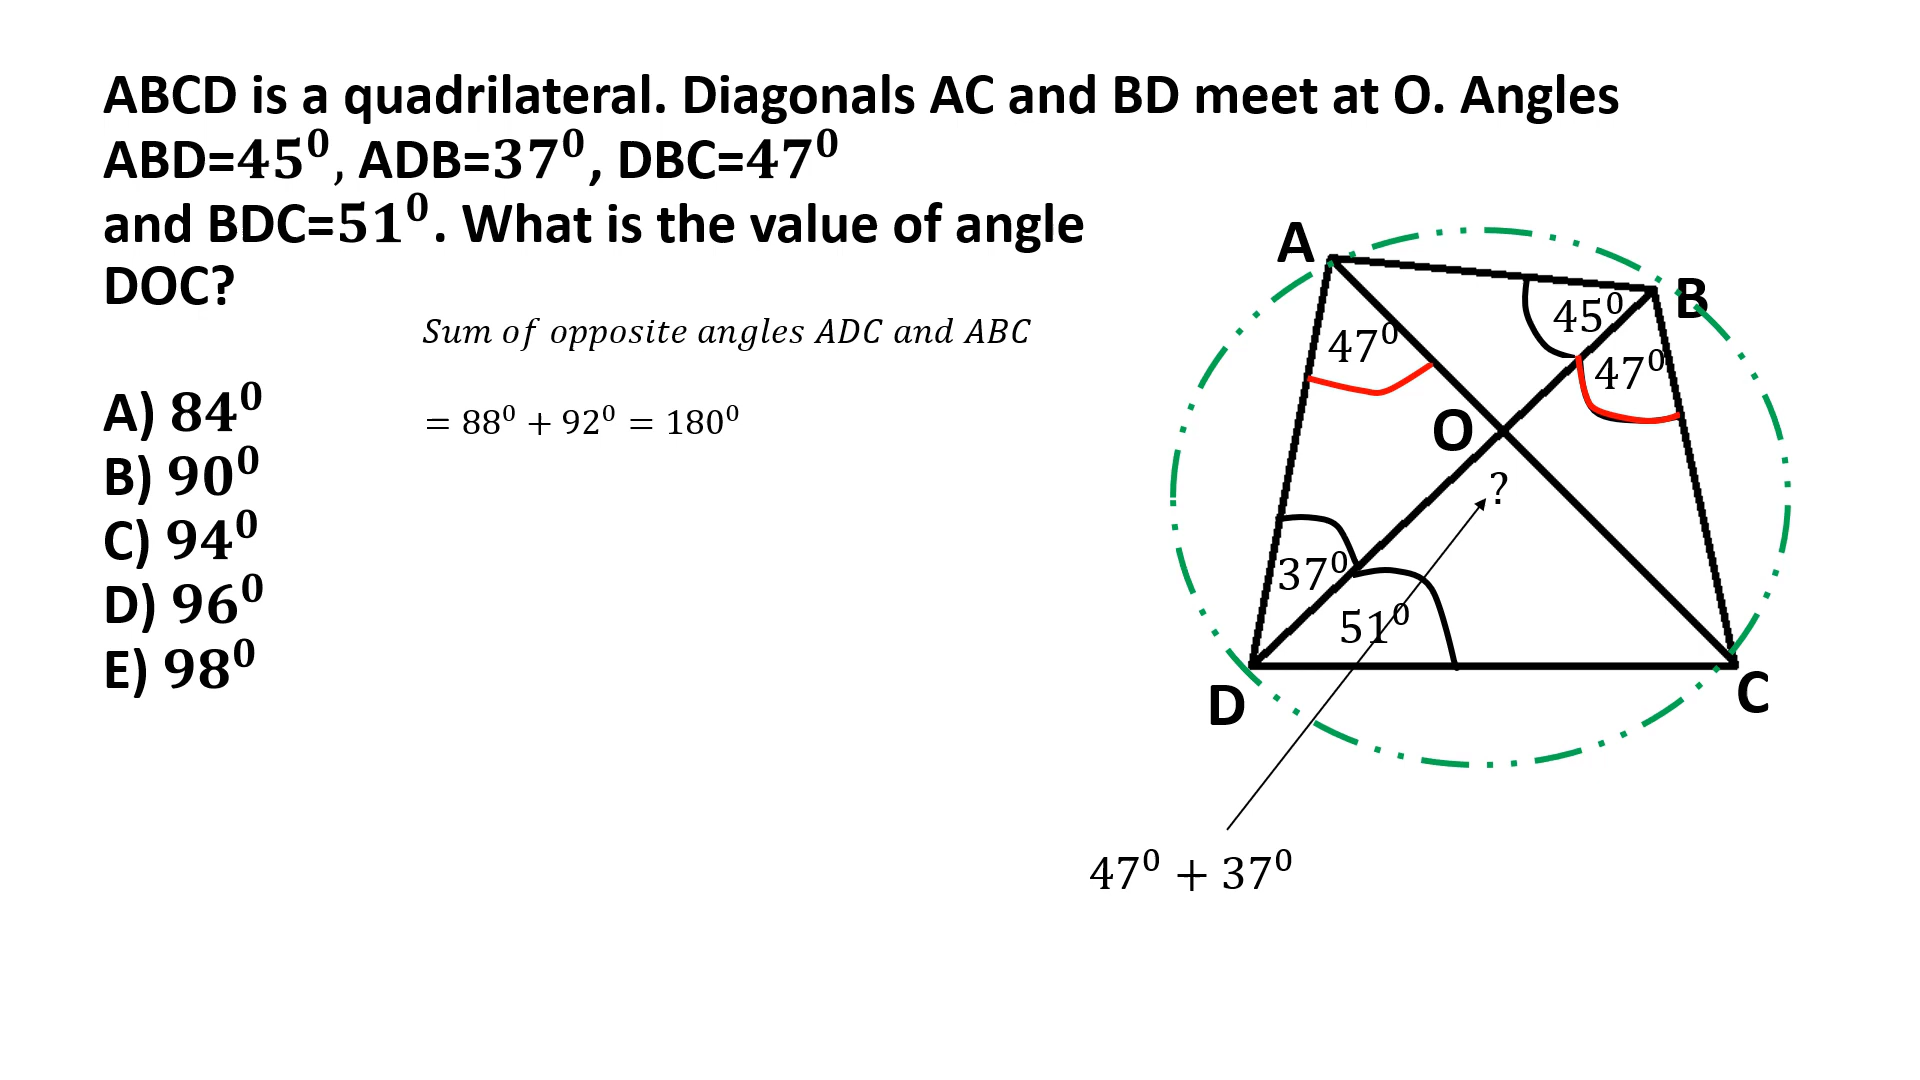 ABCD is a quadrilateral. Diagonals AC and BD meet at O. Angles
ABD=45⁰, ADB=37⁰, DBC=47⁰
and BDC=51⁰. What is the value of angle
DOC?
Sum of opposite angles ADC and ABC
= 88⁰ + 92⁰ = 180⁰
A) 84⁰
B) 90⁰
C) 94⁰
D) 96⁰
E) 98⁰
A
B
45⁰
47⁰
47⁰
O
?
37⁰
51⁰
D
C
47⁰ + 37⁰